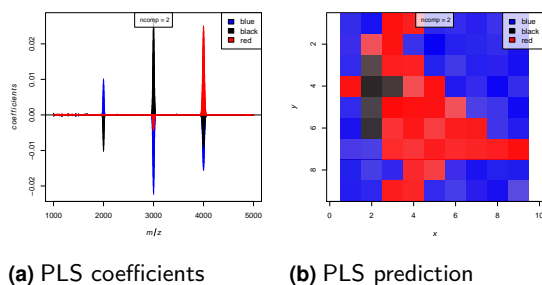 ncomp = 2
blue
black
red
coefficients
0.02
0.01
0.00
−0.01
−0.02
1000 2000 3000 4000 5000
m/z
ncomp = 2
blue
black
red
y
2
4
6
8
0 2 4 6 8 10
x
(a) PLS coefficients
(b) PLS prediction